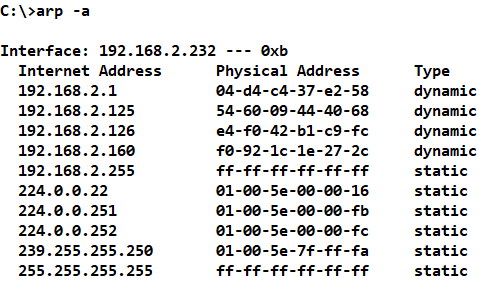 C:\>arp -a
Interface: 192.168.2.232 --- 0xb
Internet Address Physical Address Type
192.168.2.1 04-d4-c4-37-e2-58 dynamic
192.168.2.125 54-60-09-44-40-68 dynamic
192.168.2.126 e4-f0-42-b1-c9-fc dynamic
192.168.2.160 f0-92-1c-1e-27-2c dynamic
192.168.2.255 ff-ff-ff-ff-ff-ff static
224.0.0.22 01-00-5e-00-00-16 static
224.0.0.251 01-00-5e-00-00-fb static
224.0.0.252 01-00-5e-00-00-fc static
239.255.255.250 01-00-5e-7f-ff-fa static
255.255.255.255 ff-ff-ff-ff-ff-ff static